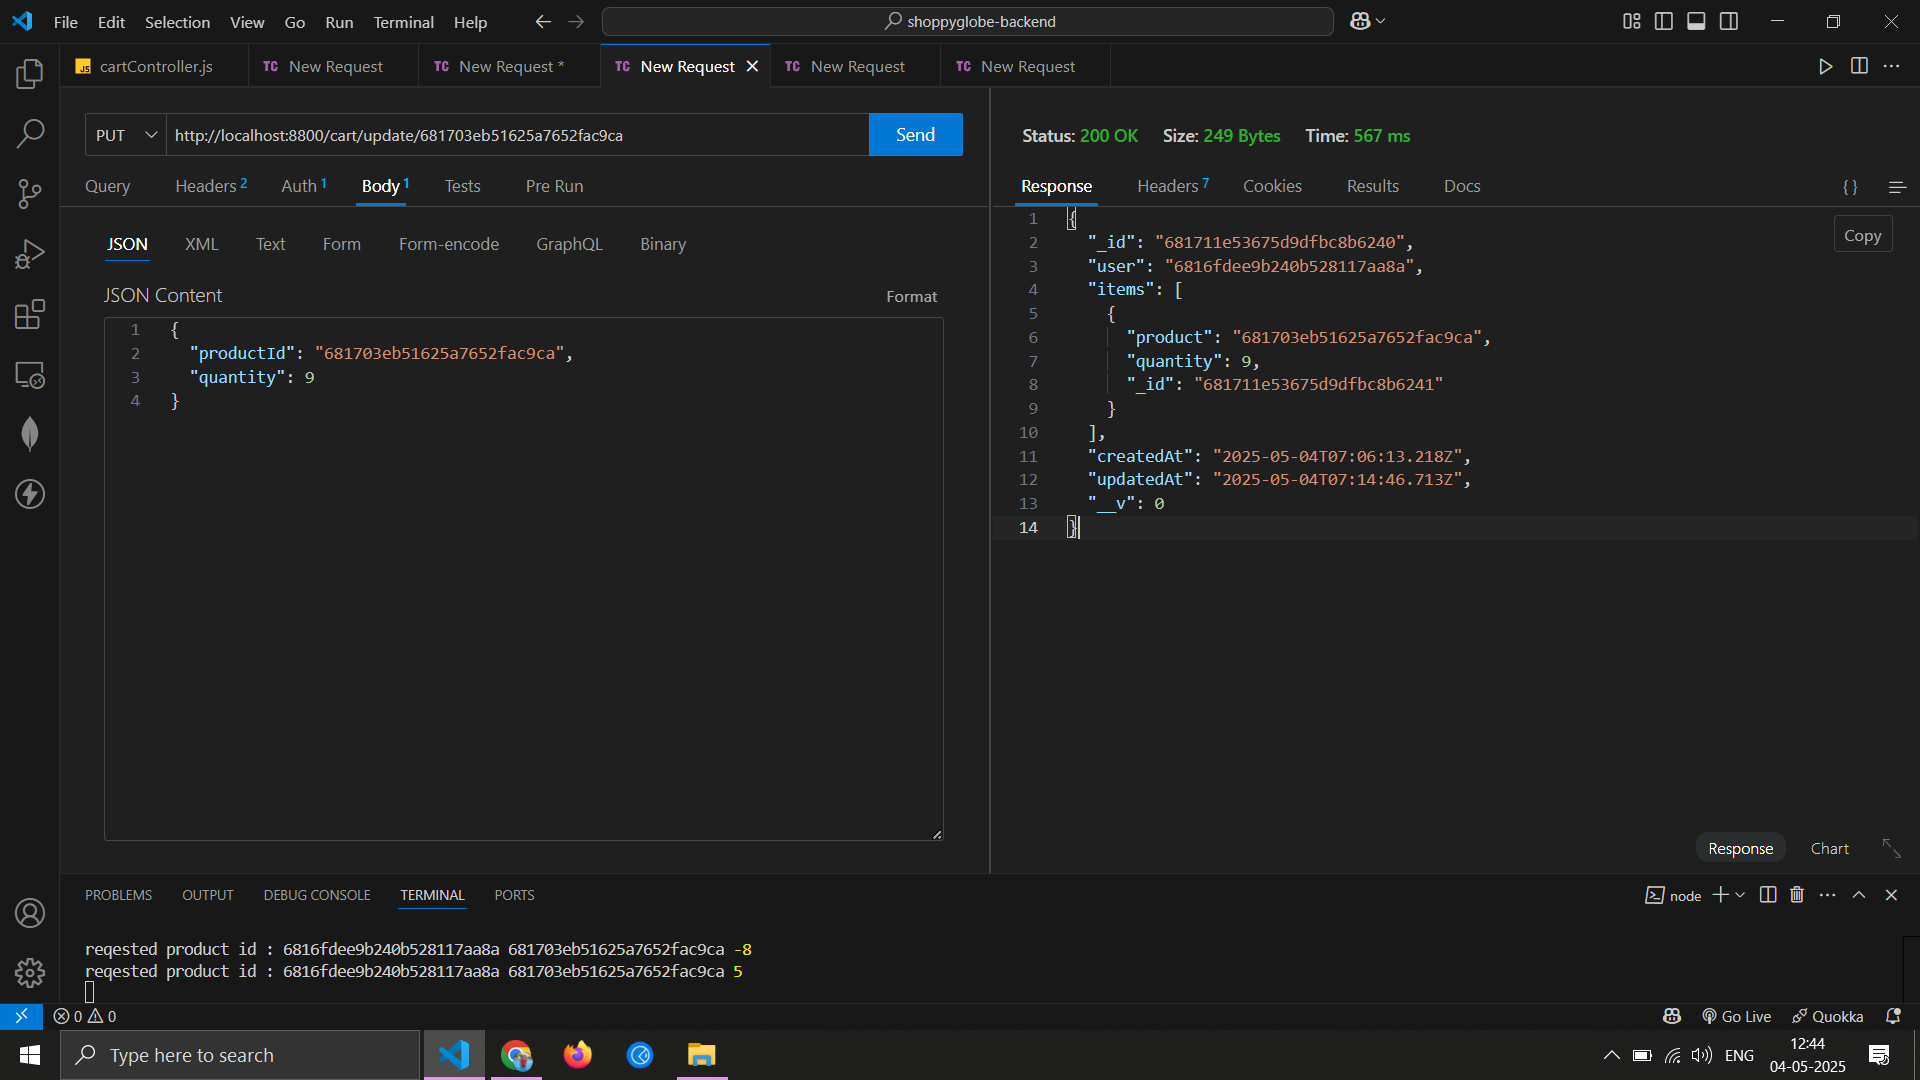 File Edit Selection View Go Run Terminal Help
shoppyglobe-backend
JS cartController.js
TC New Request
TC New Request *
TC New Request
TC New Request
TC New Request
PUT http://localhost:8800/cart/update/681703eb51625a7652fac9ca Send
Query Headers 2 Auth 1 Body 1 Tests Pre Run
JSON XML Text Form Form-encode GraphQL Binary
JSON Content Format
1 {
2 "productId": "681703eb51625a7652fac9ca",
3 "quantity": 9
4 }
Status: 200 OK Size: 249 Bytes Time: 567 ms
Response Headers 7 Cookies Results Docs { }
Copy
1 {
2 "_id": "681711e53675d9dfbc8b6240",
3 "user": "6816fdee9b240b528117aa8a",
4 "items": [
5 {
6 "product": "681703eb51625a7652fac9ca",
7 "quantity": 9,
8 "_id": "681711e53675d9dfbc8b6241"
9 }
10 ],
11 "createdAt": "2025-05-04T07:06:13.218Z",
12 "updatedAt": "2025-05-04T07:14:46.713Z",
13 "__v": 0
14 }
Response Chart
PROBLEMS OUTPUT DEBUG CONSOLE TERMINAL PORTS
node
reqested product id : 6816fdee9b240b528117aa8a 681703eb51625a7652fac9ca -8
reqested product id : 6816fdee9b240b528117aa8a 681703eb51625a7652fac9ca 5
0 0
Go Live Quokka
Type here to search
ENG
12:44
04-05-2025